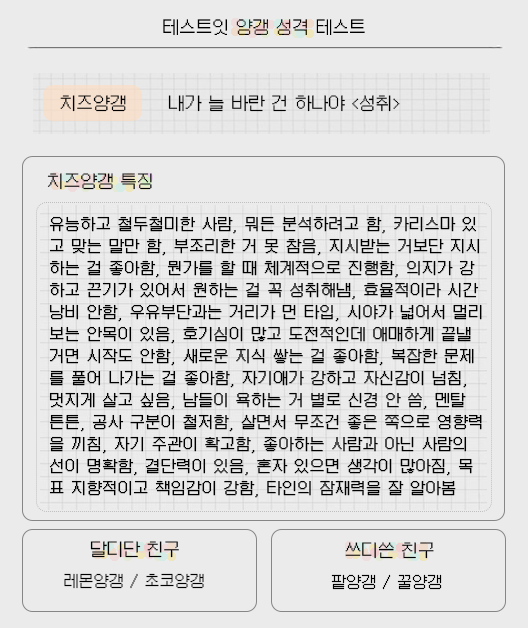 테스트잇 양갱 성격 테스트
치즈양갱 내가 늘 바란 건 하나야 <성취>
치즈양갱 특징
유능하고 철두철미한 사람, 뭐든 분석하려고 함, 카리스마 있
고 맞는 말만 함, 부조리한 거 못 참음, 지시받는 거보단 지시
하는 걸 좋아함, 뭔가를 할 때 체계적으로 진행함, 의지가 강
하고 끈기가 있어서 원하는 걸 꼭 성취해냄, 효율적이라 시간
낭비 안함, 우유부단과는 거리가 먼 타입, 시야가 넓어서 멀리
보는 안목이 있음, 호기심이 많고 도전적인데 애매하게 끝낼
거면 시작도 안함, 새로운 지식 쌓는 걸 좋아함, 복잡한 문제
를 풀어 나가는 걸 좋아함, 자기애가 강하고 자신감이 넘침,
멋지게 살고 싶음, 남들이 욕하는 거 별로 신경 안 씀, 멘탈
튼튼, 공사 구분이 철저함, 살면서 무조건 좋은 쪽으로 영향력
을 끼침, 자기 주관이 확고함, 좋아하는 사람과 아닌 사람의
선이 명확함, 결단력이 있음, 혼자 있으면 생각이 많아짐, 목
표 지향적이고 책임감이 강함, 타인의 잠재력을 잘 알아봄
달디단 친구
레몬양갱 / 초코양갱
쓰디쓴 친구
팥양갱 / 꿀양갱